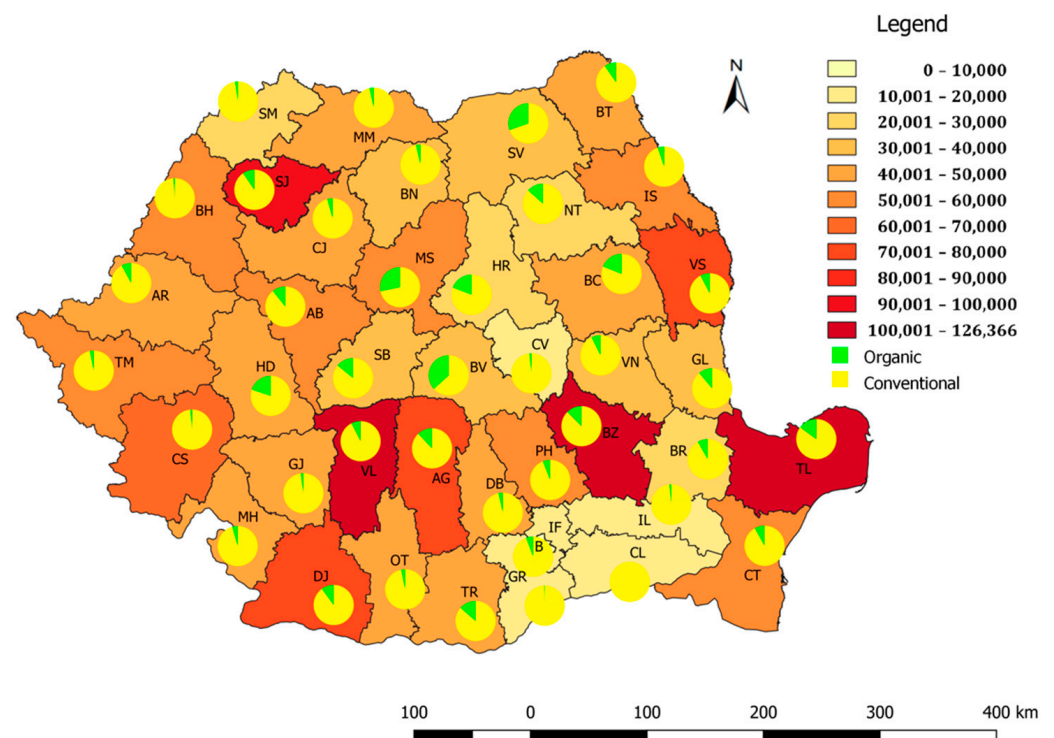 Legend
N
0 – 10,000
10,001 – 20,000
20,001 – 30,000
30,001 – 40,000
40,001 – 50,000
50,001 – 60,000
60,001 – 70,000
70,001 – 80,000
80,001 – 90,000
90,001 – 100,000
100,001 – 126,366
Organic
Conventional
SM
MM
BT
SV
SJ
BN
IS
BH
CJ
NT
MS
HR
VS
BC
AR
AB
CV
SB
BV
VN
GL
TM
HD
CS
VL
AG
PH
BZ
BR
TL
GJ
DB
MH
IF
IL
B
CL
OT
GR
DJ
TR
CT
100 0 100 200 300 400 km